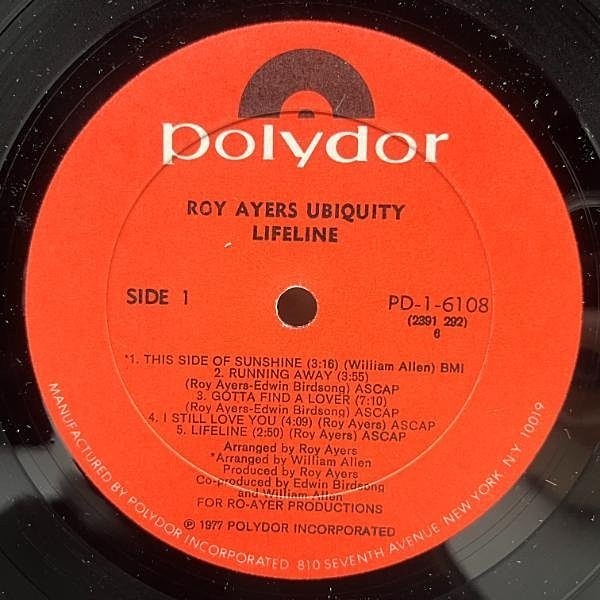 polydor
ROY AYERS UBIQUITY
LIFELINE
SIDE 1
PD-1-6108
(2391 292)
6
*1. THIS SIDE OF SUNSHINE (3:16) (William Allen) BMI
2. RUNNING AWAY (3:55)
(Roy Ayers-Edwin Birdsong) ASCAP
3. GOTTA FIND A LOVER (7:10)
(Roy Ayers-Edwin Birdsong) ASCAP
4. I STILL LOVE YOU (4:09) (Roy Ayers) ASCAP
5. LIFELINE (2:50) (Roy Ayers) ASCAP
Arranged by Roy Ayers
*Arranged by William Allen
Produced by Roy Ayers
Co-produced by Edwin Birdsong
and William Allen
FOR RO-AYER PRODUCTIONS
℗ 1977 POLYDOR INCORPORATED
MANUFACTURED BY POLYDOR INCORPORATED 810 SEVENTH AVENUE NEW YORK, N.Y. 10019